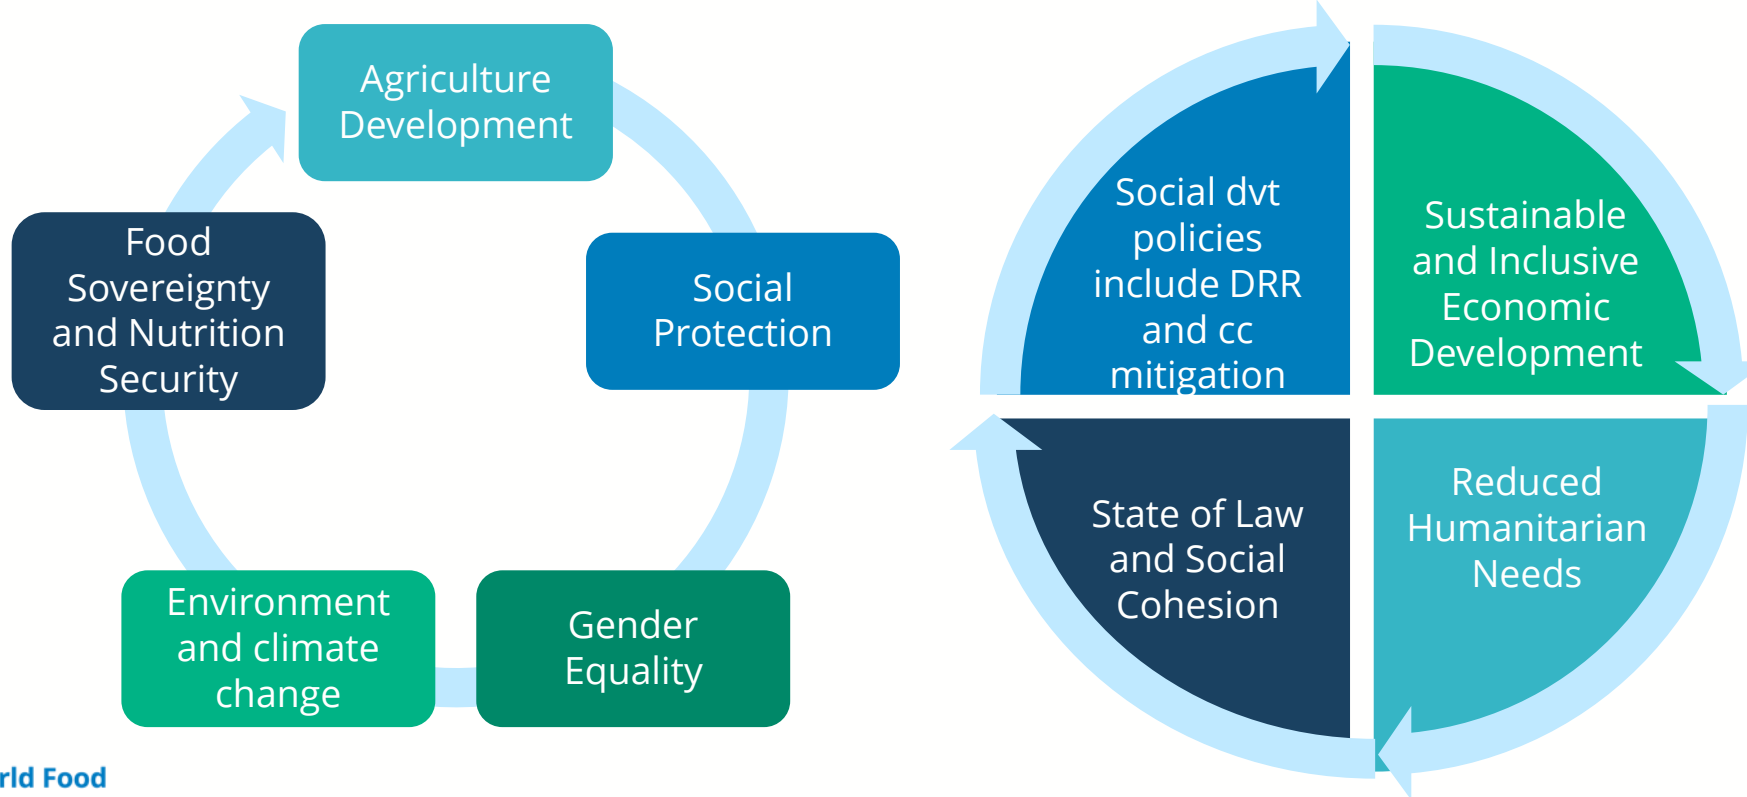 Agriculture
Development
Social
Protection
Gender
Equality
Environment
and climate
change
Food
Sovereignty
and Nutrition
Security
Social dvt
policies
include DRR
and cc
mitigation
Sustainable
and Inclusive
Economic
Development
Reduced
Humanitarian
Needs
State of Law
and Social
Cohesion
rld Food